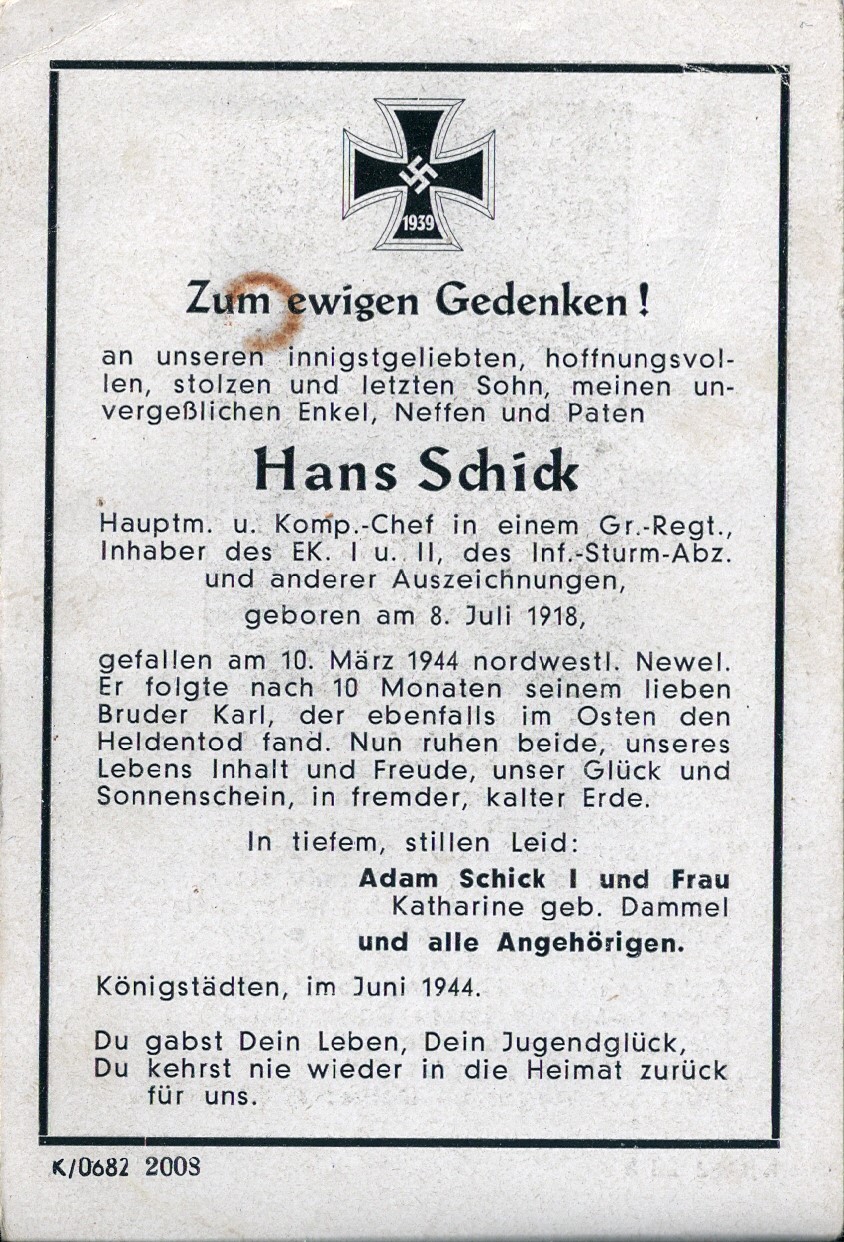 1939
Zum ewigen Gedenken!
an unseren innigstgeliebten, hoffnungsvol-
len, stolzen und letzten Sohn, meinen un-
vergeßlichen Enkel, Neffen und Paten
Hans Schick
Hauptm. u. Komp.-Chef in einem Gr.-Regt.,
Inhaber des EK. I u. II, des Inf.-Sturm-Abz.
und anderer Auszeichnungen,
geboren am 8. Juli 1918,
gefallen am 10. März 1944 nordwestl. Newel.
Er folgte nach 10 Monaten seinem lieben
Bruder Karl, der ebenfalls im Osten den
Heldentod fand. Nun ruhen beide, unseres
Lebens Inhalt und Freude, unser Glück und
Sonnenschein, in fremder, kalter Erde.
In tiefem, stillen Leid:
Adam Schick I und Frau
Katharine geb. Dammel
und alle Angehörigen.
Königstädten, im Juni 1944.
Du gabst Dein Leben, Dein Jugendglück,
Du kehrst nie wieder in die Heimat zurück
für uns.
K/0682 2008